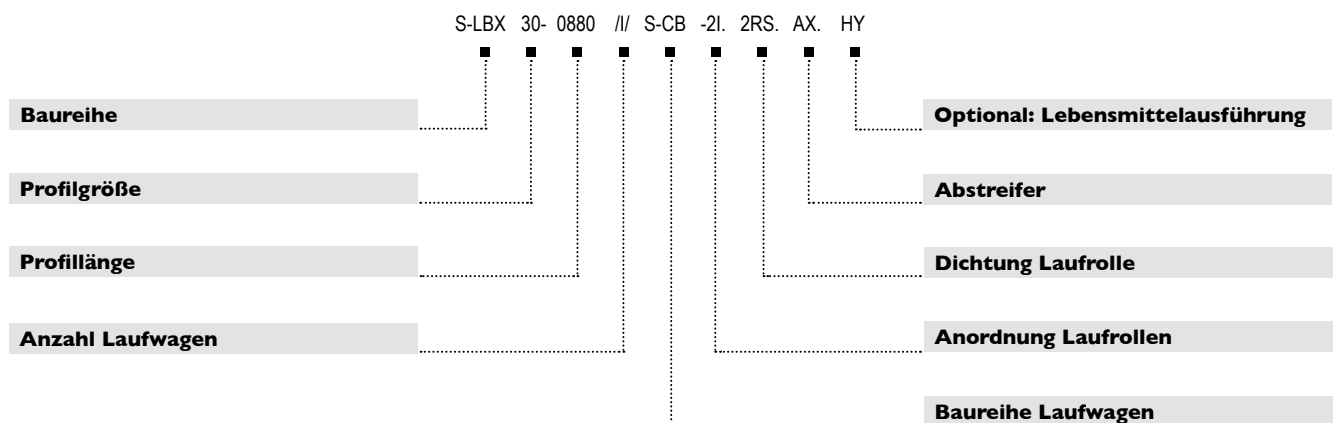 S-LBX 30- 0880 /I/ S-CB -2I. 2RS. AX. HY
Baureihe
Optional: Lebensmittelausführung
Profilgröße
Abstreifer
Profillänge
Dichtung Laufrolle
Anzahl Laufwagen
Anordnung Laufrollen
Baureihe Laufwagen